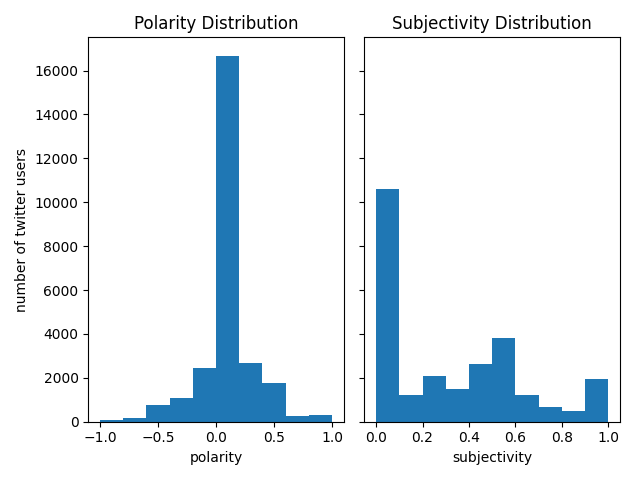 Polarity Distribution
Subjectivity Distribution
number of twitter users
16000
14000
12000
10000
8000
6000
4000
2000
0
−1.0 −0.5 0.0 0.5 1.0
0.0 0.2 0.4 0.6 0.8 1.0
polarity
subjectivity